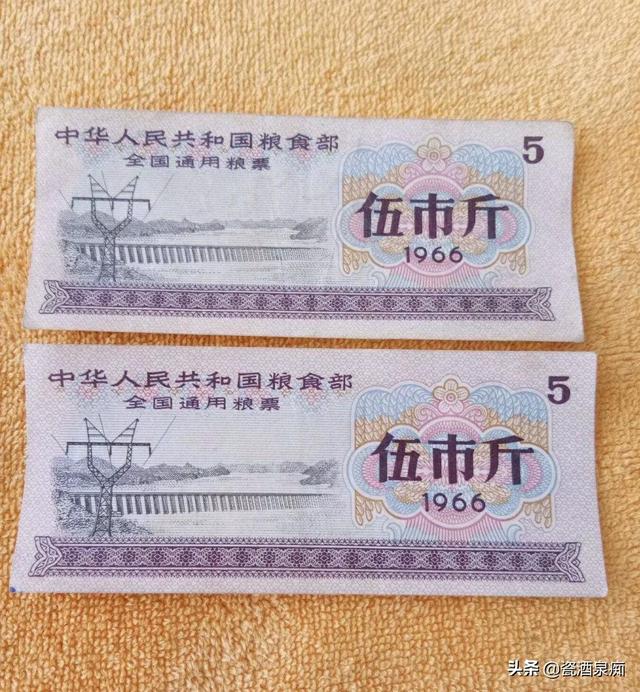 中华人民共和国粮食部
全国通用粮票
5
伍市斤
1966
中华人民共和国粮食部
全国通用粮票
5
伍市斤
1966
头条 @瓷酒泉痴